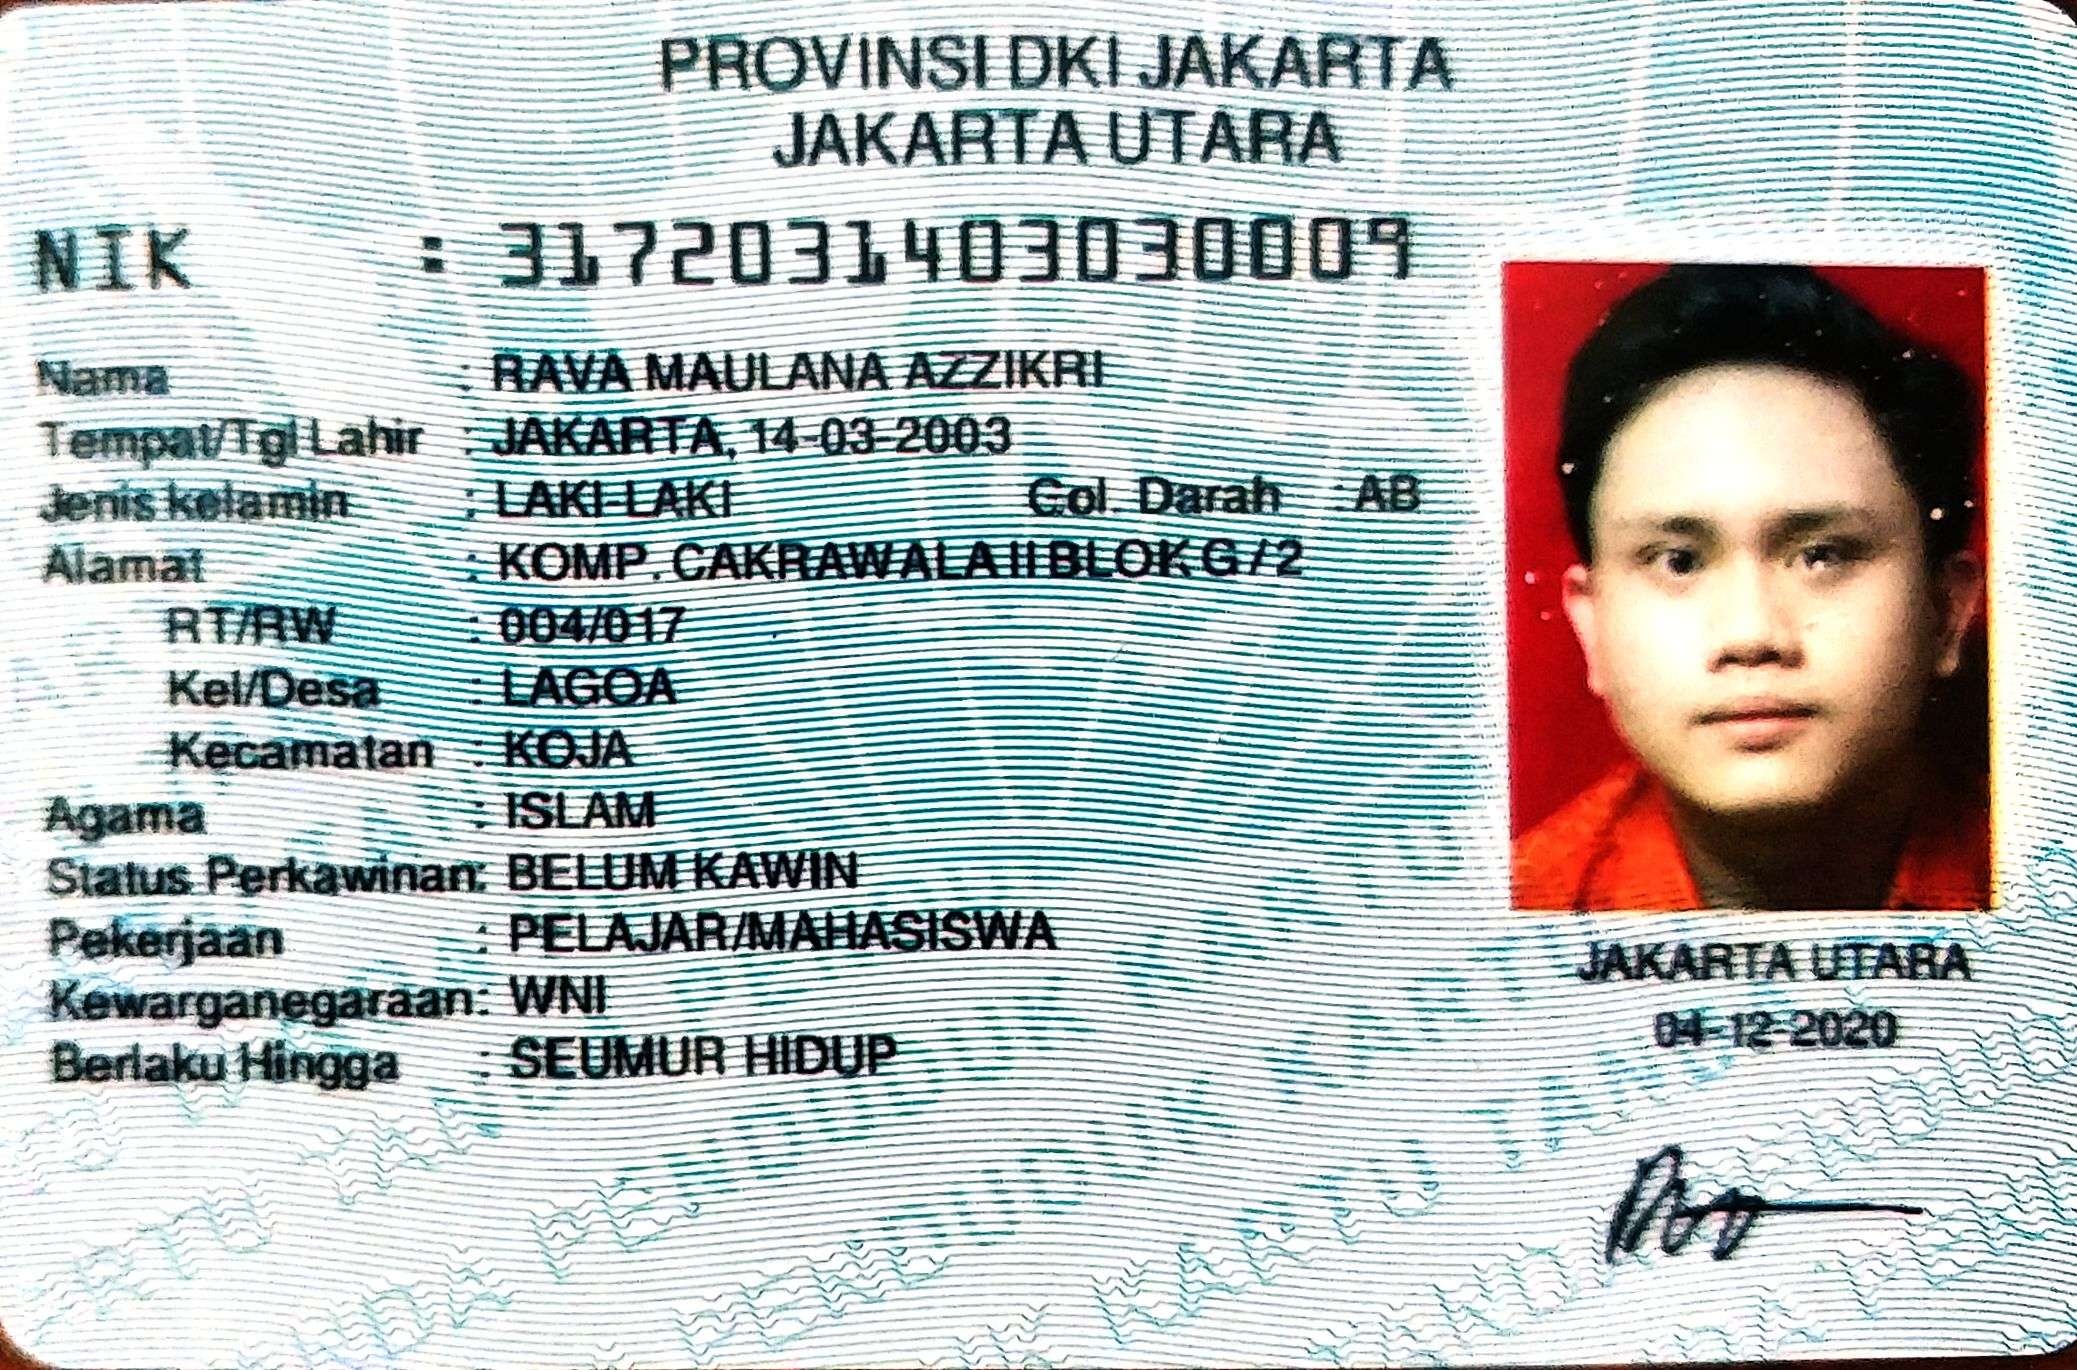 PROVINSI DKI JAKARTA
JAKARTA UTARA
NIK : 3172031403030009
Nama : RAVA MAULANA AZZIKRI
Tempat/Tgl Lahir : JAKARTA, 14-03-2003
Jenis kelamin : LAKI-LAKI Gol. Darah : AB
Alamat : KOMP. CAKRAWALA II BLOK G / 2
RT/RW : 004/017
Kel/Desa : LAGOA
Kecamatan : KOJA
Agama : ISLAM
Status Perkawinan: BELUM KAWIN
Pekerjaan : PELAJAR/MAHASISWA
Kewarganegaraan: WNI
Berlaku Hingga : SEUMUR HIDUP
JAKARTA UTARA
04-12-2020